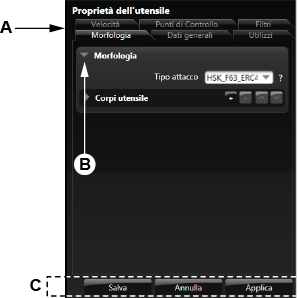 Proprietà dell'utensile
A
Velocità Punti di Controllo Filtri
Morfologia Dati generali Utilizzi
Morfologia
Tipo attacco HSK_F63_ERC4 ?
Corpi utensile
B
C
Salva Annulla Applica